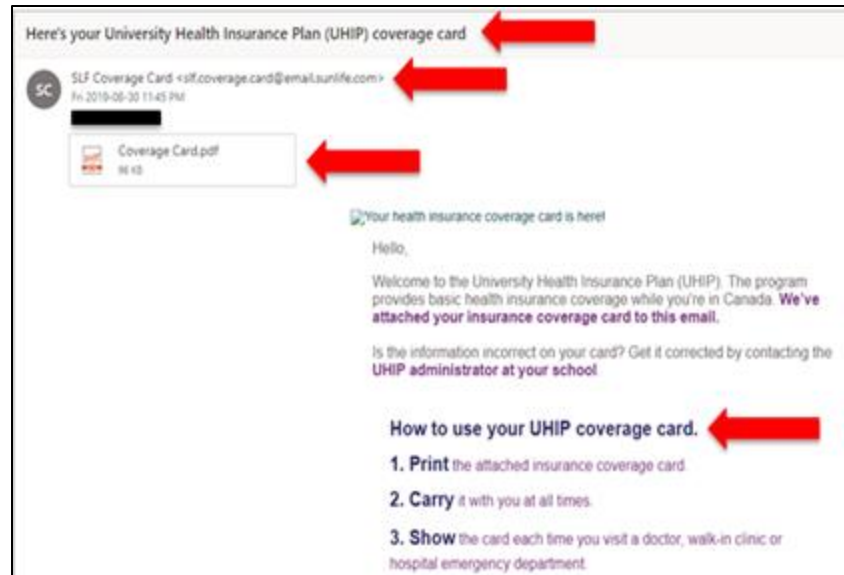 Here's your University Health Insurance Plan (UHIP) coverage card
SC
SLF Coverage Card <slf.coverage.card@email.sunlife.com>
Fri 2019-08-30 11:45 PM
Coverage Card.pdf
96 KB
Your health insurance coverage card is here!
Hello,
Welcome to the University Health Insurance Plan (UHIP). The program
provides basic health insurance coverage while you're in Canada. We've
attached your insurance coverage card to this email.
Is the information incorrect on your card? Get it corrected by contacting the
UHIP administrator at your school
How to use your UHIP coverage card.
1. Print the attached insurance coverage card
2. Carry it with you at all times.
3. Show the card each time you visit a doctor, walk-in clinic or
hospital emergency department.